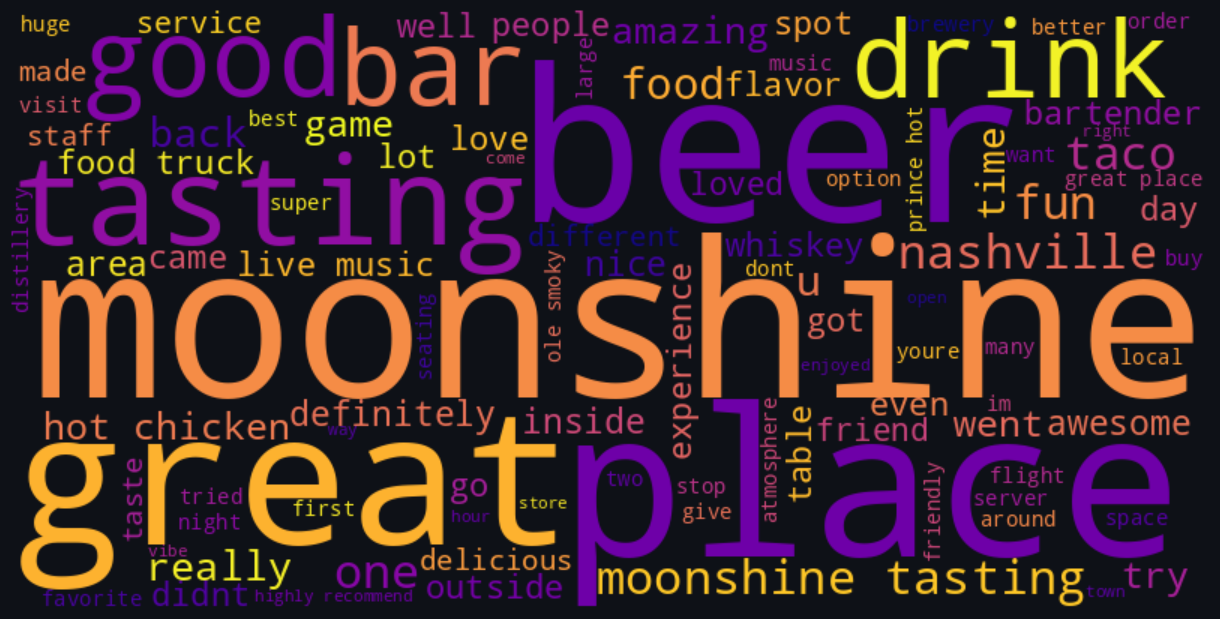 huge
service
well
people
amazing
spot
brewery
better
order
good
bar
drink
made
large
music
food
flavor
visit
beer
bartender
staff
back
best
game
love
prince hot
time
right
food truck
lot
come
want
taco
tasting
loved
option
great place
distillery
super
fun
day
different
whiskey
nashville
area
came
live music
nice
dont
buy
ole smoky
experience
u
moonshine
seating
open
got
enjoyed
youre
many
local
hot chicken
definitely
inside
atmosphere
table
even
im
way
friend
went
awesome
great
place
taste
tried
first
go
store
two
stop
friendly
flight
server
night
hour
give
around
space
vibe
really
one
delicious
outside
moonshine tasting
try
favorite
didnt
highly recommend
town